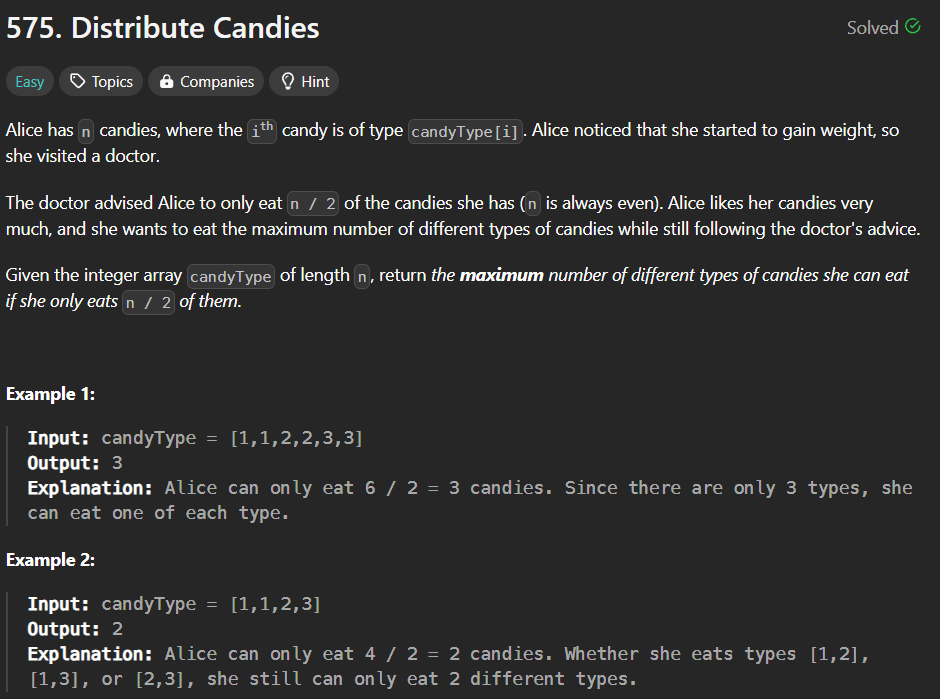 575. Distribute Candies
Solved
Easy
Topics
Companies
Hint
Alice has n candies, where the ith candy is of type candyType[i]. Alice noticed that she started to gain weight, so
she visited a doctor.
The doctor advised Alice to only eat n / 2 of the candies she has (n is always even). Alice likes her candies very
much, and she wants to eat the maximum number of different types of candies while still following the doctor's advice.
Given the integer array candyType of length n, return the maximum number of different types of candies she can eat
if she only eats n / 2 of them.
Example 1:
Input: candyType = [1,1,2,2,3,3]
Output: 3
Explanation: Alice can only eat 6 / 2 = 3 candies. Since there are only 3 types, she
can eat one of each type.
Example 2:
Input: candyType = [1,1,2,3]
Output: 2
Explanation: Alice can only eat 4 / 2 = 2 candies. Whether she eats types [1,2],
[1,3], or [2,3], she still can only eat 2 different types.